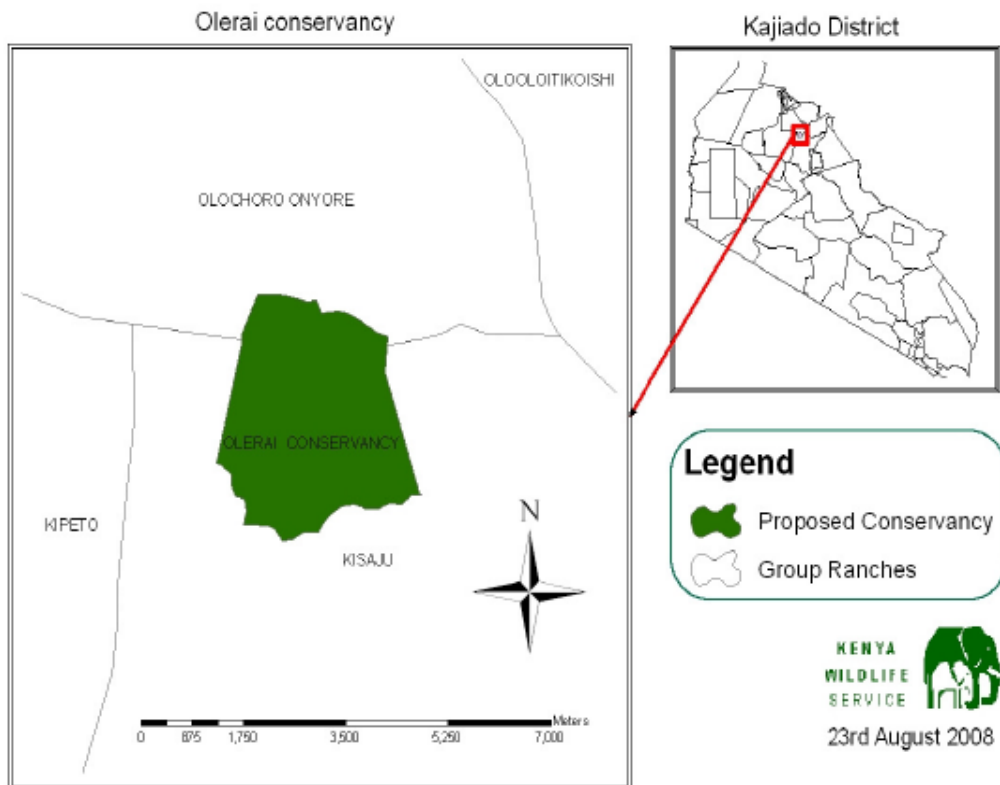 Olerai conservancy
Kajiado District
OLOOLOITIKOISHI
OLOCHORO ONYORE
OLERAI CONSERVANCY
KIPETO
KISAJU
N
Meters
0 875 1,750 3,500 5,250 7,000
Legend
Proposed Conservancy
Group Ranches
KENYA
WILDLIFE
SERVICE
23rd August 2008